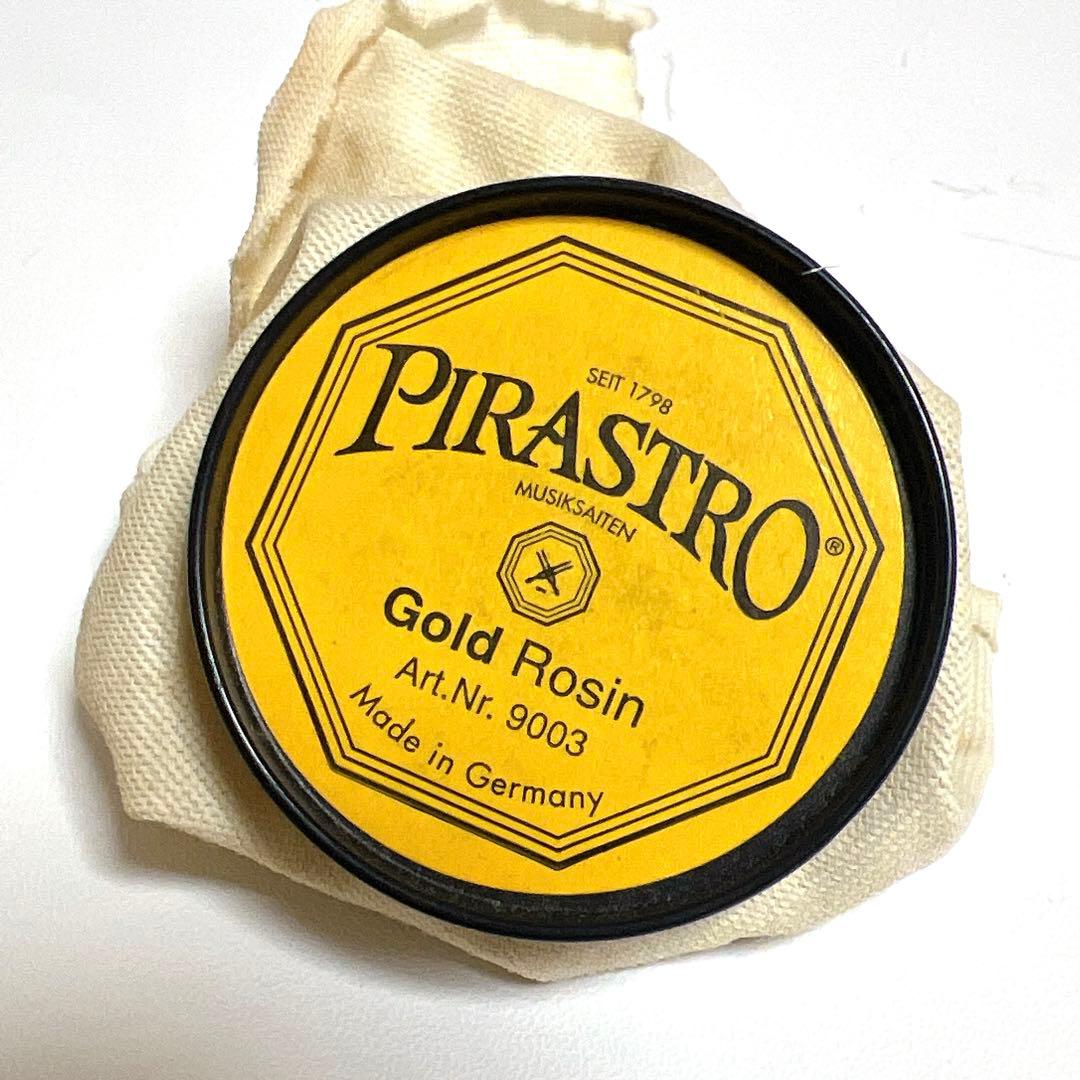 SEIT 1798
PIRASTRO®
MUSIKSAITEN
Gold Rosin
Art.Nr. 9003
Made in Germany